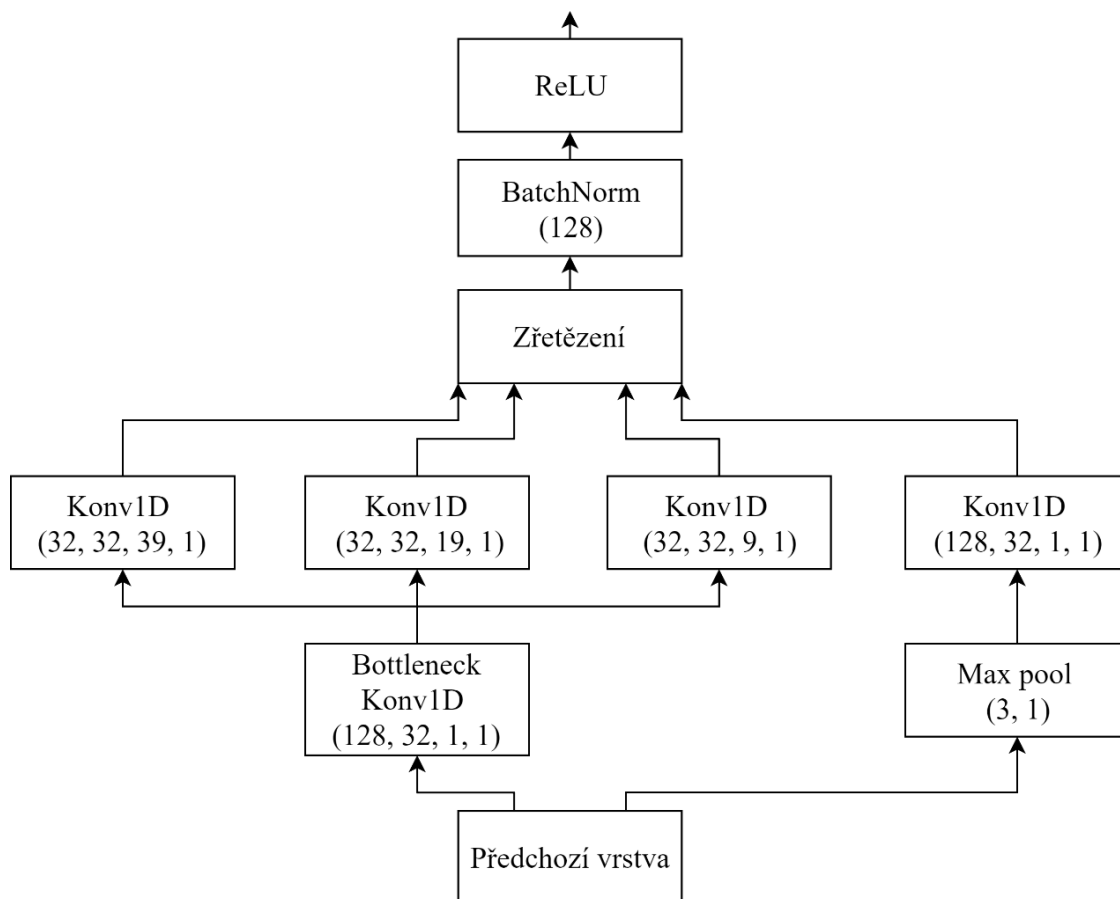 ReLU
BatchNorm
(128)
Zřetězení
Konv1D
(32, 32, 39, 1)
Konv1D
(32, 32, 19, 1)
Konv1D
(32, 32, 9, 1)
Konv1D
(128, 32, 1, 1)
Bottleneck
Konv1D
(128, 32, 1, 1)
Max pool
(3, 1)
Předchozí vrstva